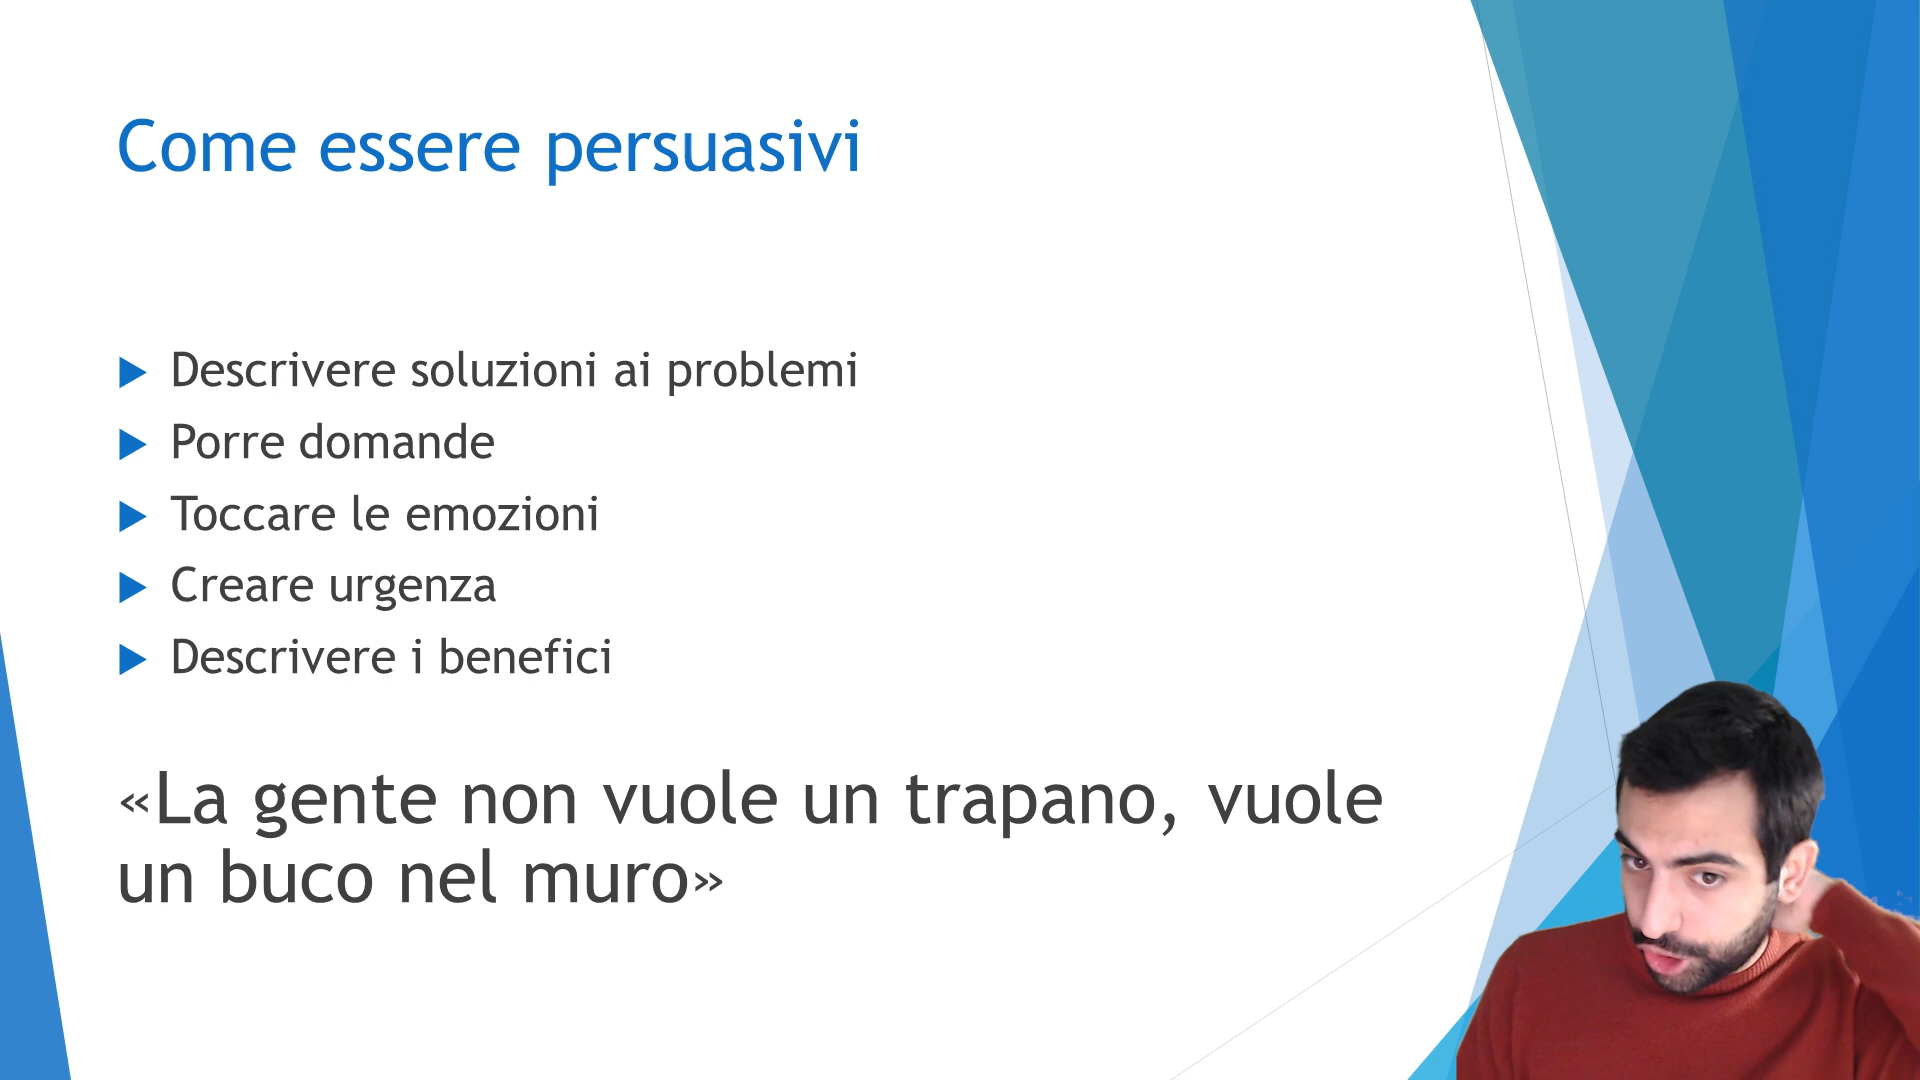 Come essere persuasivi
Descrivere soluzioni ai problemi
Porre domande
Toccare le emozioni
Creare urgenza
Descrivere i benefici
«La gente non vuole un trapano, vuole
un buco nel muro»